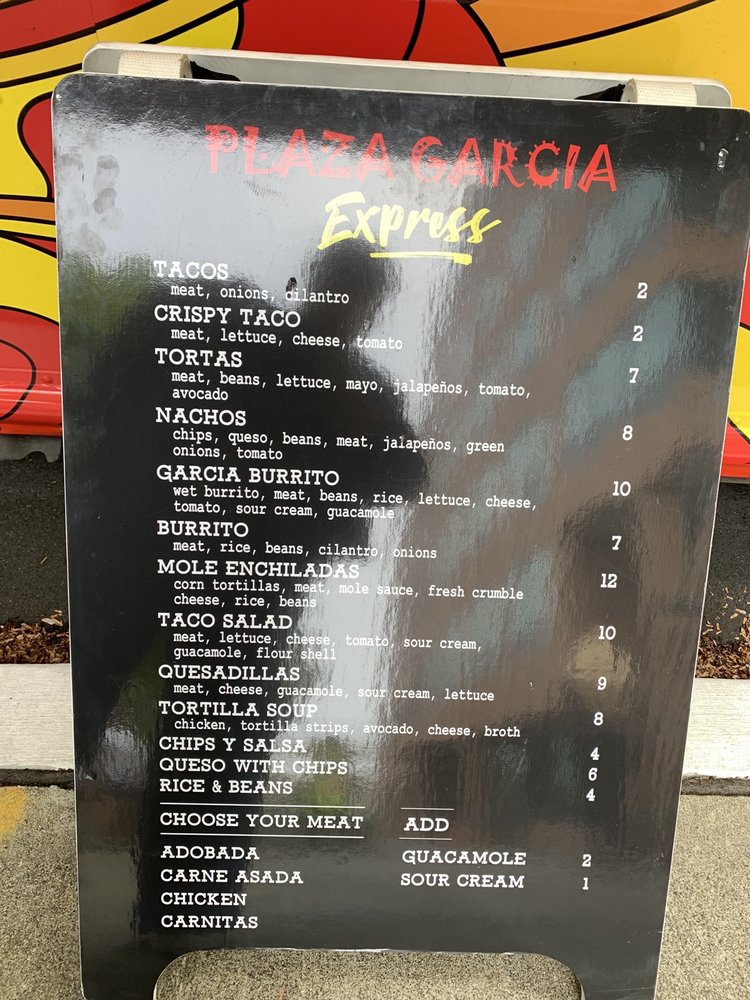 PLAZA GARCIA
Express
TACOS 2
meat, onions, cilantro
CRISPY TACO 2
meat, lettuce, cheese, tomato
TORTAS 7
meat, beans, lettuce, mayo, jalapeños, tomato,
avocado
NACHOS 8
chips, queso, beans, meat, jalapeños, green
onions, tomato
GARCIA BURRITO 10
wet burrito, meat, beans, rice, lettuce, cheese,
tomato, sour cream, guacamole
BURRITO 7
meat, rice, beans, cilantro, onions
MOLE ENCHILADAS 12
corn tortillas, meat, mole sauce, fresh crumble
cheese, rice, beans
TACO SALAD 10
meat, lettuce, cheese, tomato, sour cream,
guacamole, flour shell
QUESADILLAS 9
meat, cheese, guacamole, sour cream, lettuce
TORTILLA SOUP 8
chicken, tortilla strips, avocado, cheese, broth
CHIPS Y SALSA 4
QUESO WITH CHIPS 6
RICE & BEANS 4
CHOOSE YOUR MEAT
ADOBADA
CARNE ASADA
CHICKEN
CARNITAS
ADD
GUACAMOLE 2
SOUR CREAM 1